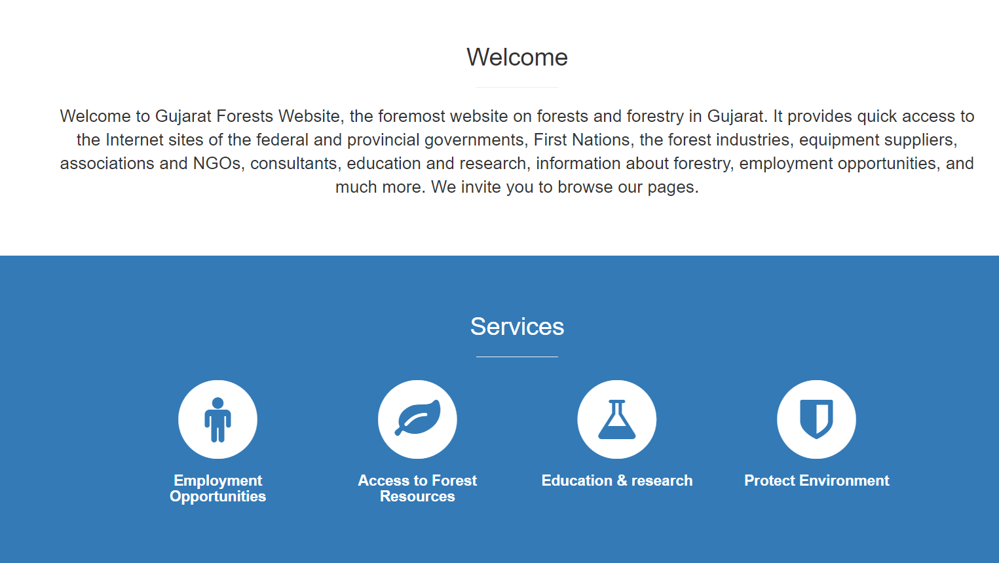 Welcome
Welcome to Gujarat Forests Website, the foremost website on forests and forestry in Gujarat. It provides quick access to
the Internet sites of the federal and provincial governments, First Nations, the forest industries, equipment suppliers,
associations and NGOs, consultants, education and research, information about forestry, employment opportunities, and
much more. We invite you to browse our pages.
Services
Employment
Opportunities
Access to Forest
Resources
Education & research
Protect Environment